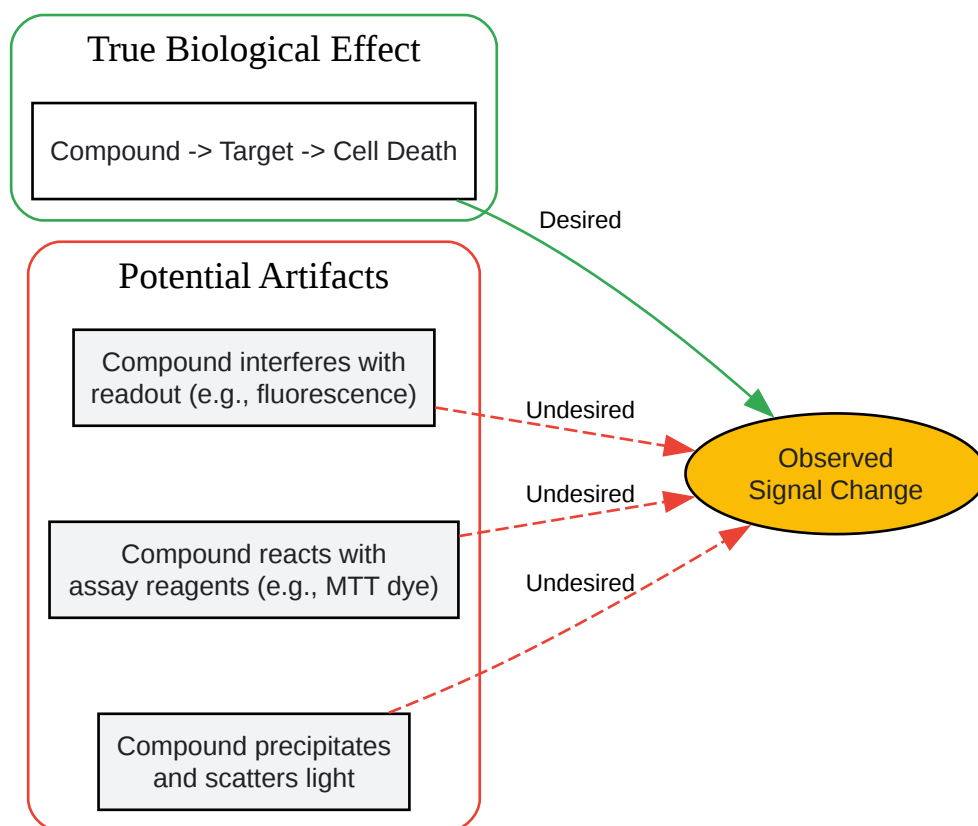 True Biological Effect
Compound -> Target -> Cell Death
Desired
Potential Artifacts
Compound interferes with
readout (e.g., fluorescence)
Undesired
Observed
Signal Change
Undesired
Compound reacts with
assay reagents (e.g., MTT dye)
Undesired
Compound precipitates
and scatters light